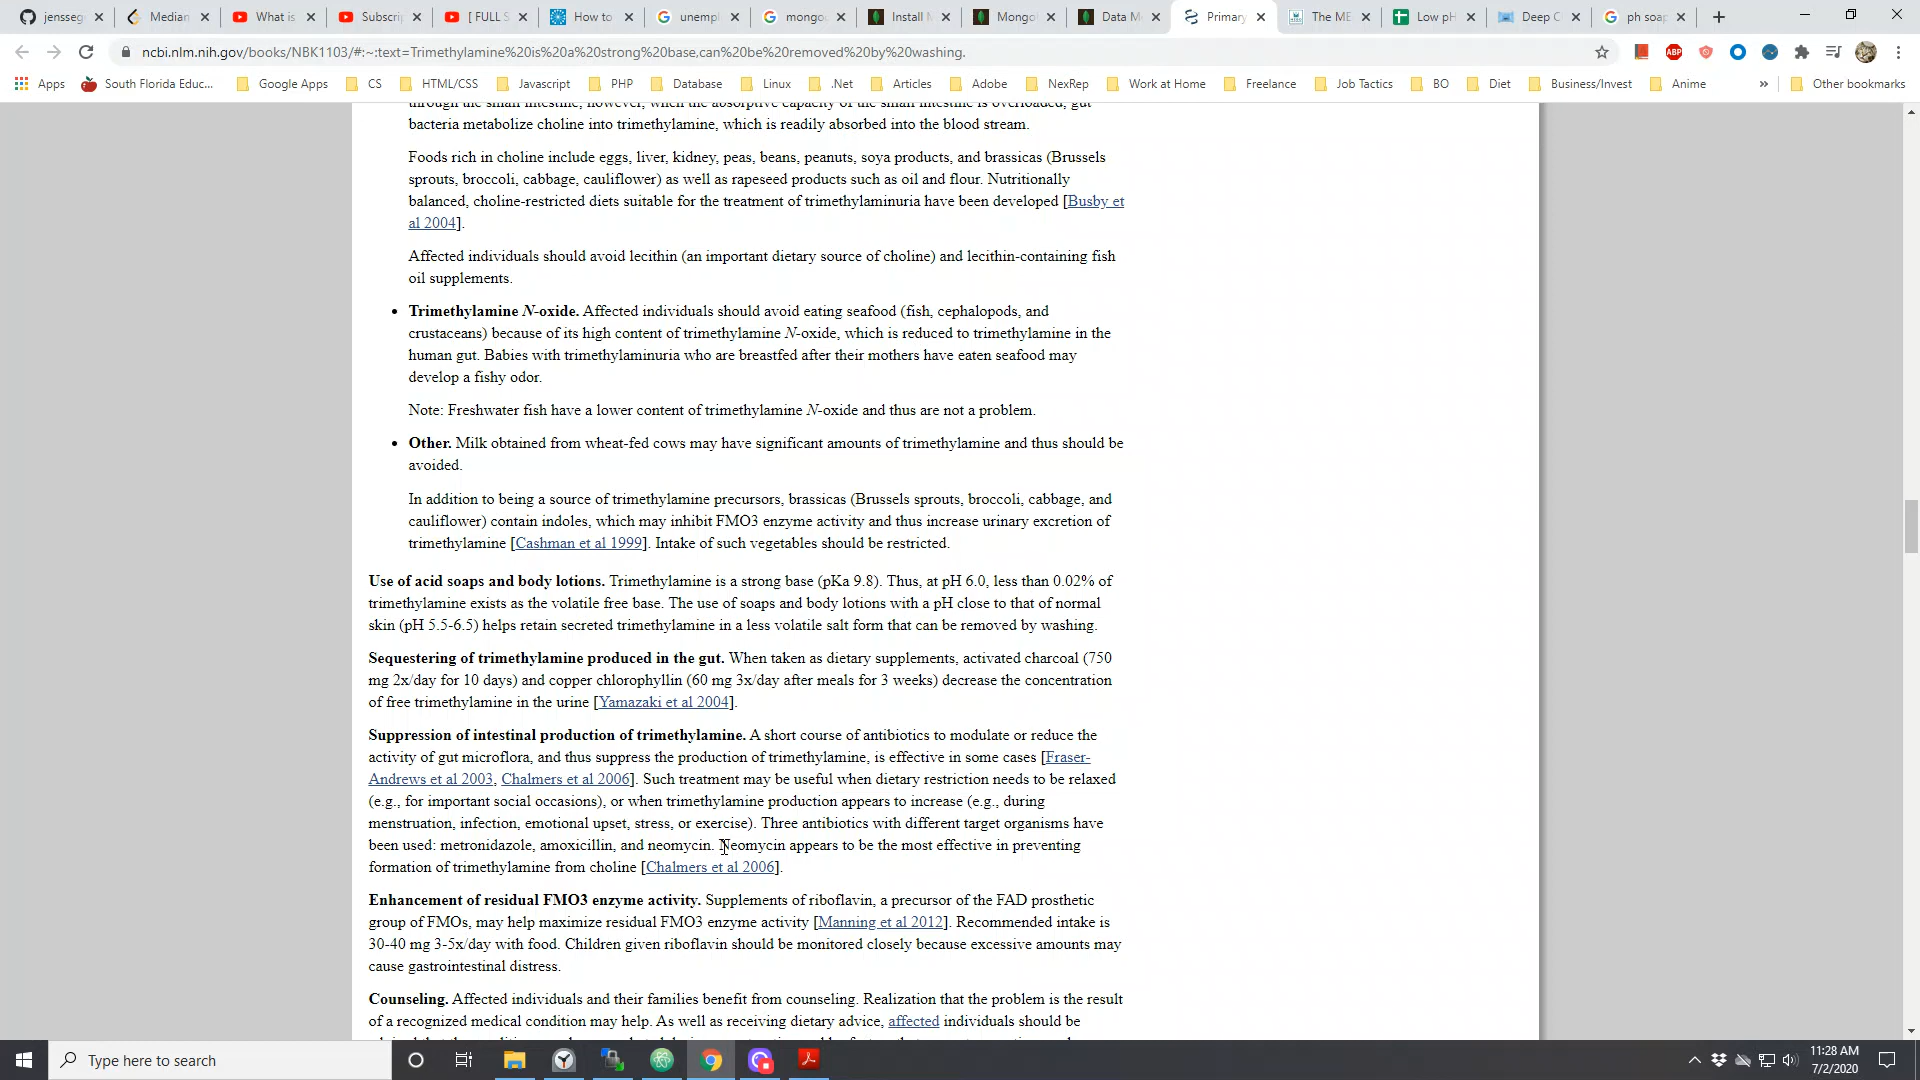 jensseg
Median
What is
Subscri
[ FULL S
How to
unempl
mongo
Install M
Mongo
Data M
Primary
The ME
Low pH
Deep C
ph soap
ncbi.nlm.nih.gov/books/NBK1103/#:~:text=Trimethylamine%20is%20a%20strong%20base,can%20be%20removed%20by%20washing.
ABP
Apps
South Florida Educ...
Google Apps
CS
HTML/CSS
Javascript
PHP
Database
Linux
.Net
Articles
Adobe
NexRep
Work at Home
Freelance
Job Tactics
BO
Diet
Business/Invest
Anime
»
Other bookmarks
through the small intestine; however, when the absorptive capacity of the small intestine is overloaded, gut
bacteria metabolize choline into trimethylamine, which is readily absorbed into the blood stream.
Foods rich in choline include eggs, liver, kidney, peas, beans, peanuts, soya products, and brassicas (Brussels
sprouts, broccoli, cabbage, cauliflower) as well as rapeseed products such as oil and flour. Nutritionally
balanced, choline-restricted diets suitable for the treatment of trimethylaminuria have been developed [Busby et
al 2004].
Affected individuals should avoid lecithin (an important dietary source of choline) and lecithin-containing fish
oil supplements.
• Trimethylamine N-oxide. Affected individuals should avoid eating seafood (fish, cephalopods, and
crustaceans) because of its high content of trimethylamine N-oxide, which is reduced to trimethylamine in the
human gut. Babies with trimethylaminuria who are breastfed after their mothers have eaten seafood may
develop a fishy odor.
Note: Freshwater fish have a lower content of trimethylamine N-oxide and thus are not a problem.
• Other. Milk obtained from wheat-fed cows may have significant amounts of trimethylamine and thus should be
avoided.
In addition to being a source of trimethylamine precursors, brassicas (Brussels sprouts, broccoli, cabbage, and
cauliflower) contain indoles, which may inhibit FMO3 enzyme activity and thus increase urinary excretion of
trimethylamine [Cashman et al 1999]. Intake of such vegetables should be restricted.
Use of acid soaps and body lotions. Trimethylamine is a strong base (pKa 9.8). Thus, at pH 6.0, less than 0.02% of
trimethylamine exists as the volatile free base. The use of soaps and body lotions with a pH close to that of normal
skin (pH 5.5-6.5) helps retain secreted trimethylamine in a less volatile salt form that can be removed by washing.
Sequestering of trimethylamine produced in the gut. When taken as dietary supplements, activated charcoal (750
mg 2x/day for 10 days) and copper chlorophyllin (60 mg 3x/day after meals for 3 weeks) decrease the concentration
of free trimethylamine in the urine [Yamazaki et al 2004].
Suppression of intestinal production of trimethylamine. A short course of antibiotics to modulate or reduce the
activity of gut microflora, and thus suppress the production of trimethylamine, is effective in some cases [Fraser-
Andrews et al 2003, Chalmers et al 2006]. Such treatment may be useful when dietary restriction needs to be relaxed
(e.g., for important social occasions), or when trimethylamine production appears to increase (e.g., during
menstruation, infection, emotional upset, stress, or exercise). Three antibiotics with different target organisms have
been used: metronidazole, amoxicillin, and neomycin. Neomycin appears to be the most effective in preventing
formation of trimethylamine from choline [Chalmers et al 2006].
Enhancement of residual FMO3 enzyme activity. Supplements of riboflavin, a precursor of the FAD prosthetic
group of FMOs, may help maximize residual FMO3 enzyme activity [Manning et al 2012]. Recommended intake is
30-40 mg 3-5x/day with food. Children given riboflavin should be monitored closely because excessive amounts may
cause gastrointestinal distress.
Counseling. Affected individuals and their families benefit from counseling. Realization that the problem is the result
of a recognized medical condition may help. As well as receiving dietary advice, affected individuals should be
Type here to search
11:28 AM
7/2/2020